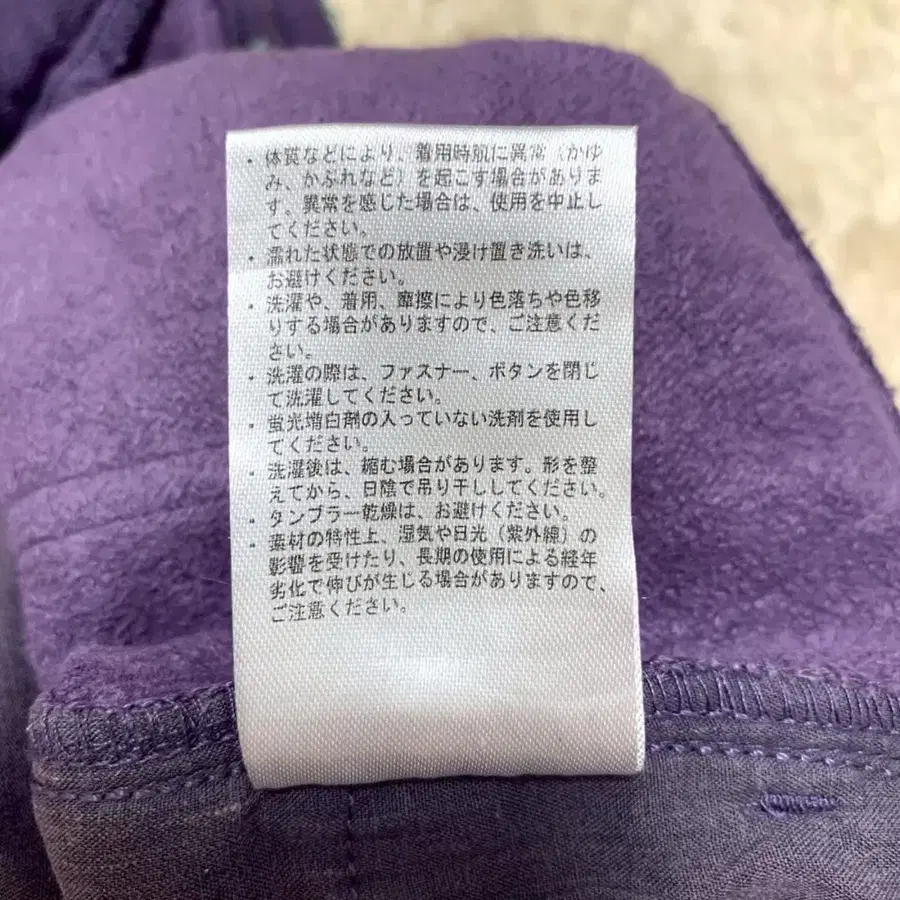 ・体質などにより、着用時肌に異常（かゆ
み、かぶれなど）を起こす場合がありま
す。異常を感じた場合は、使用を中止し
てください。
・濡れた状態での放置や浸け置き洗いは、
お避けください。
・洗濯や、着用、摩擦により色落ちや色移
りする場合がありますので、ご注意くだ
さい。
・洗濯の際は、ファスナー、ボタンを閉じ
て洗濯してください。
・蛍光増白剤の入っていない洗剤を使用し
てください。
・洗濯後は、縮む場合があります。形を整
えてから、日陰で吊り干ししてください。
・タンブラー乾燥は、お避けください。
・素材の特性上、湿気や日光（紫外線）の
影響を受けたり、長期の使用による経年
劣化で伸びが生じる場合がありますので、
ご注意ください。